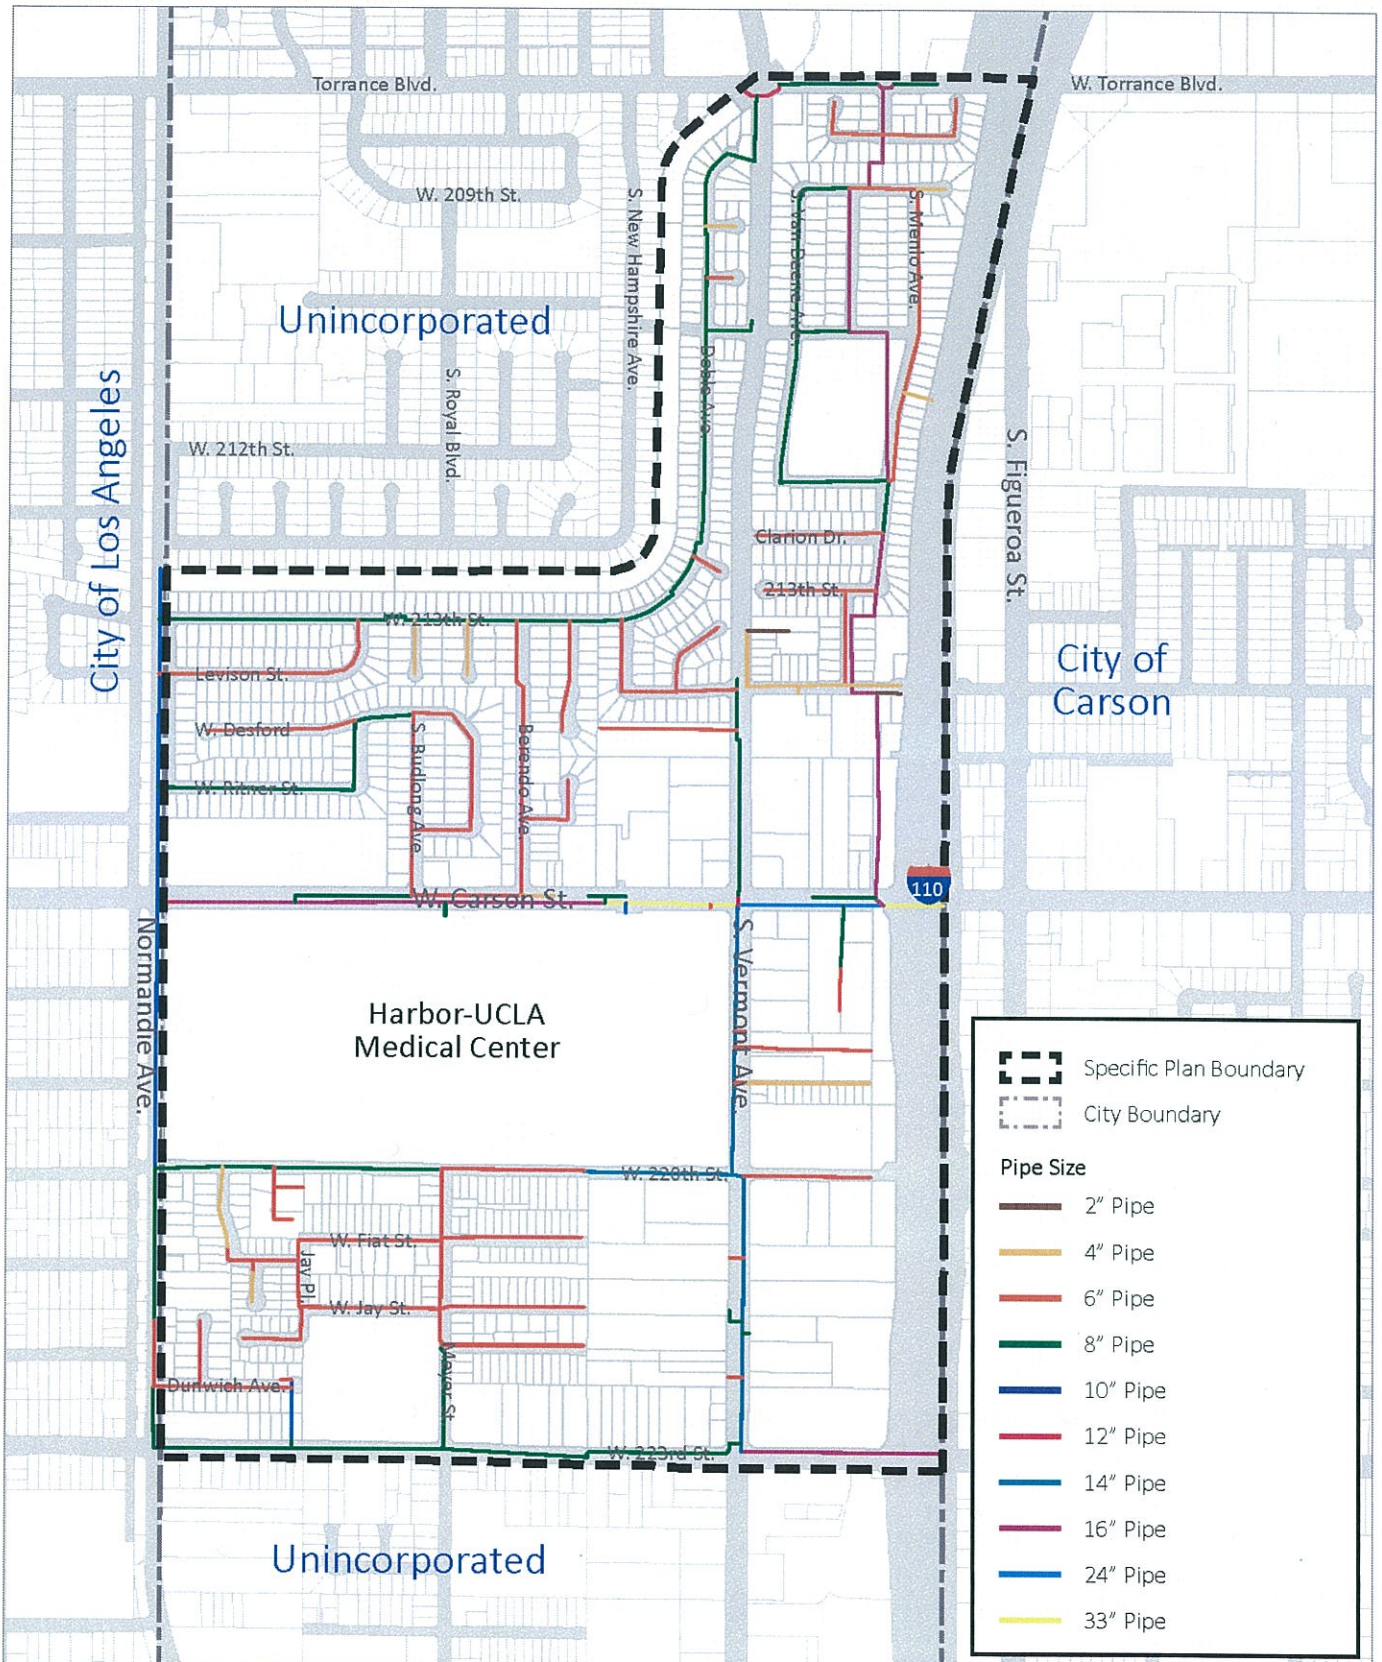 Torrance Blvd.
W. Torrance Blvd.
W. 209th St.
S. New Hampshire Ave.
S. Van Deene Ave.
S. Menlo Ave.
Unincorporated
Doble Ave.
S. Royal Blvd.
City of Los Angeles
W. 212th St.
S. Figueroa St.
Clarion Dr.
213th St.
W. 213th St.
Levison St.
City of
Carson
W. Desford
S. Budlong Ave.
Berendo Ave.
W. Ritner St.
110
W. Carson St.
Normandie Ave.
S. Vermont Ave.
Harbor-UCLA
Medical Center
W. 220th St.
W. Fiat St.
Jay Pl.
W. Jay St.
Meyler St.
Dunwich Ave.
W. 223rd St.
Unincorporated
Specific Plan Boundary
City Boundary
Pipe Size
2" Pipe
4" Pipe
6" Pipe
8" Pipe
10" Pipe
12" Pipe
14" Pipe
16" Pipe
24" Pipe
33" Pipe